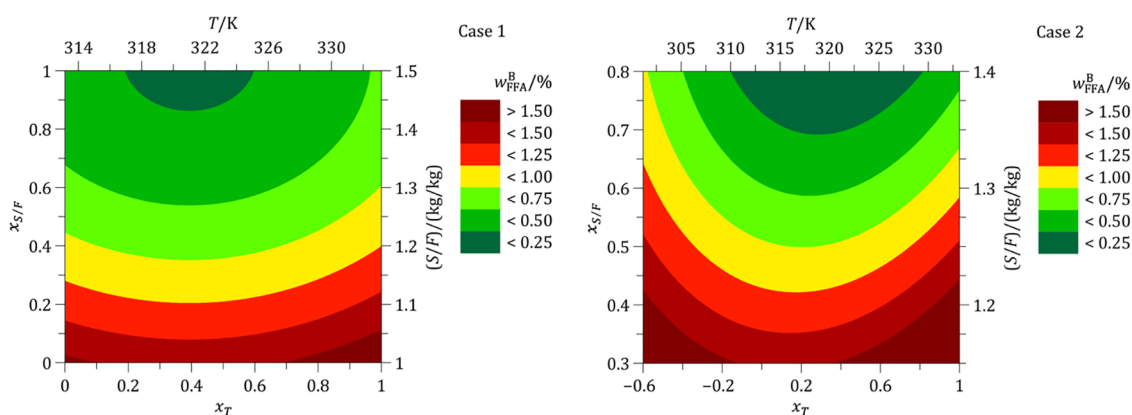 T/K
314 318 322 326 330
Case 1
w^B_FFA/%
> 1.50
< 1.50
< 1.25
< 1.00
< 0.75
< 0.50
< 0.25
1
0.8
0.6
0.4
0.2
0
x_S/F
1.5
1.4
1.3
1.2
1.1
1
(S/F)/(kg/kg)
0 0.2 0.4 0.6 0.8 1
x_T
T/K
305 310 315 320 325 330
Case 2
w^B_FFA/%
> 1.50
< 1.50
< 1.25
< 1.00
< 0.75
< 0.50
< 0.25
0.8
0.7
0.6
0.5
0.4
0.3
x_S/F
1.4
1.3
1.2
(S/F)/(kg/kg)
−0.6 −0.2 0.2 0.6 1
x_T